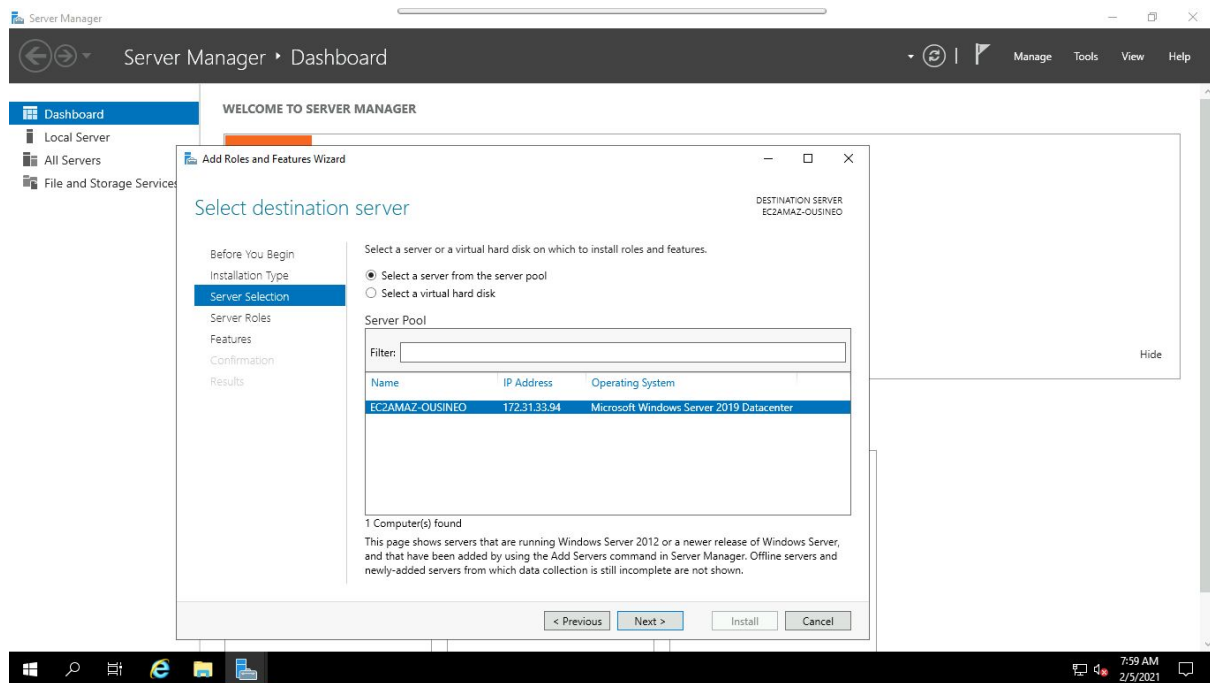 Server Manager
Server Manager • Dashboard
Manage Tools View Help
Dashboard
Local Server
All Servers
File and Storage Services
WELCOME TO SERVER MANAGER
Hide
Add Roles and Features Wizard
Select destination server
DESTINATION SERVER
EC2AMAZ-OUSINEO
Before You Begin
Installation Type
Server Selection
Server Roles
Features
Confirmation
Results
Select a server or a virtual hard disk on which to install roles and features.
Select a server from the server pool
Select a virtual hard disk
Server Pool
Filter:
Name IP Address Operating System
EC2AMAZ-OUSINEO 172.31.33.94 Microsoft Windows Server 2019 Datacenter
1 Computer(s) found
This page shows servers that are running Windows Server 2012 or a newer release of Windows Server,
and that have been added by using the Add Servers command in Server Manager. Offline servers and
newly-added servers from which data collection is still incomplete are not shown.
< Previous Next > Install Cancel
7:59 AM
2/5/2021